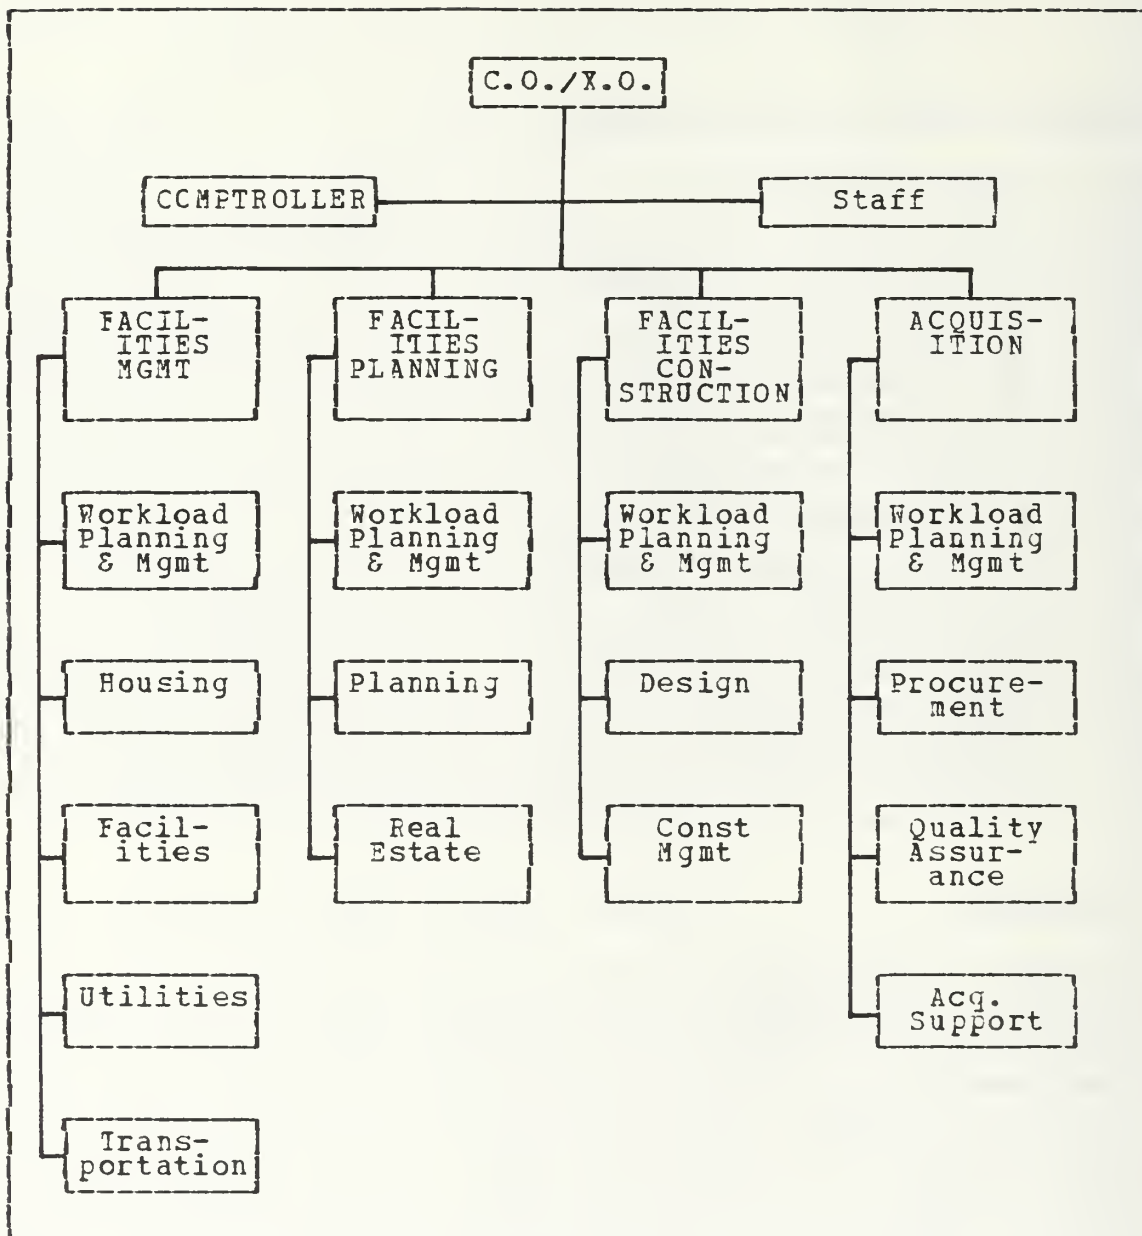 C.O./X.O.
CCMPTROLLER
Staff
FACIL-
ITIES
MGMT
FACIL-
ITIES
PLANNING
FACIL-
ITIES
CON-
STRUCTION
ACQUIS-
ITION
Workload
Planning
& Mgmt
Workload
Planning
& Mgmt
Workload
Planning
& Mgmt
Workload
Planning
& Mgmt
Housing
Planning
Design
Procure-
ment
Facil-
ities
Real
Estate
Const
Mgmt
Quality
Assur-
ance
Utilities
Acq.
Support
Trans-
portation